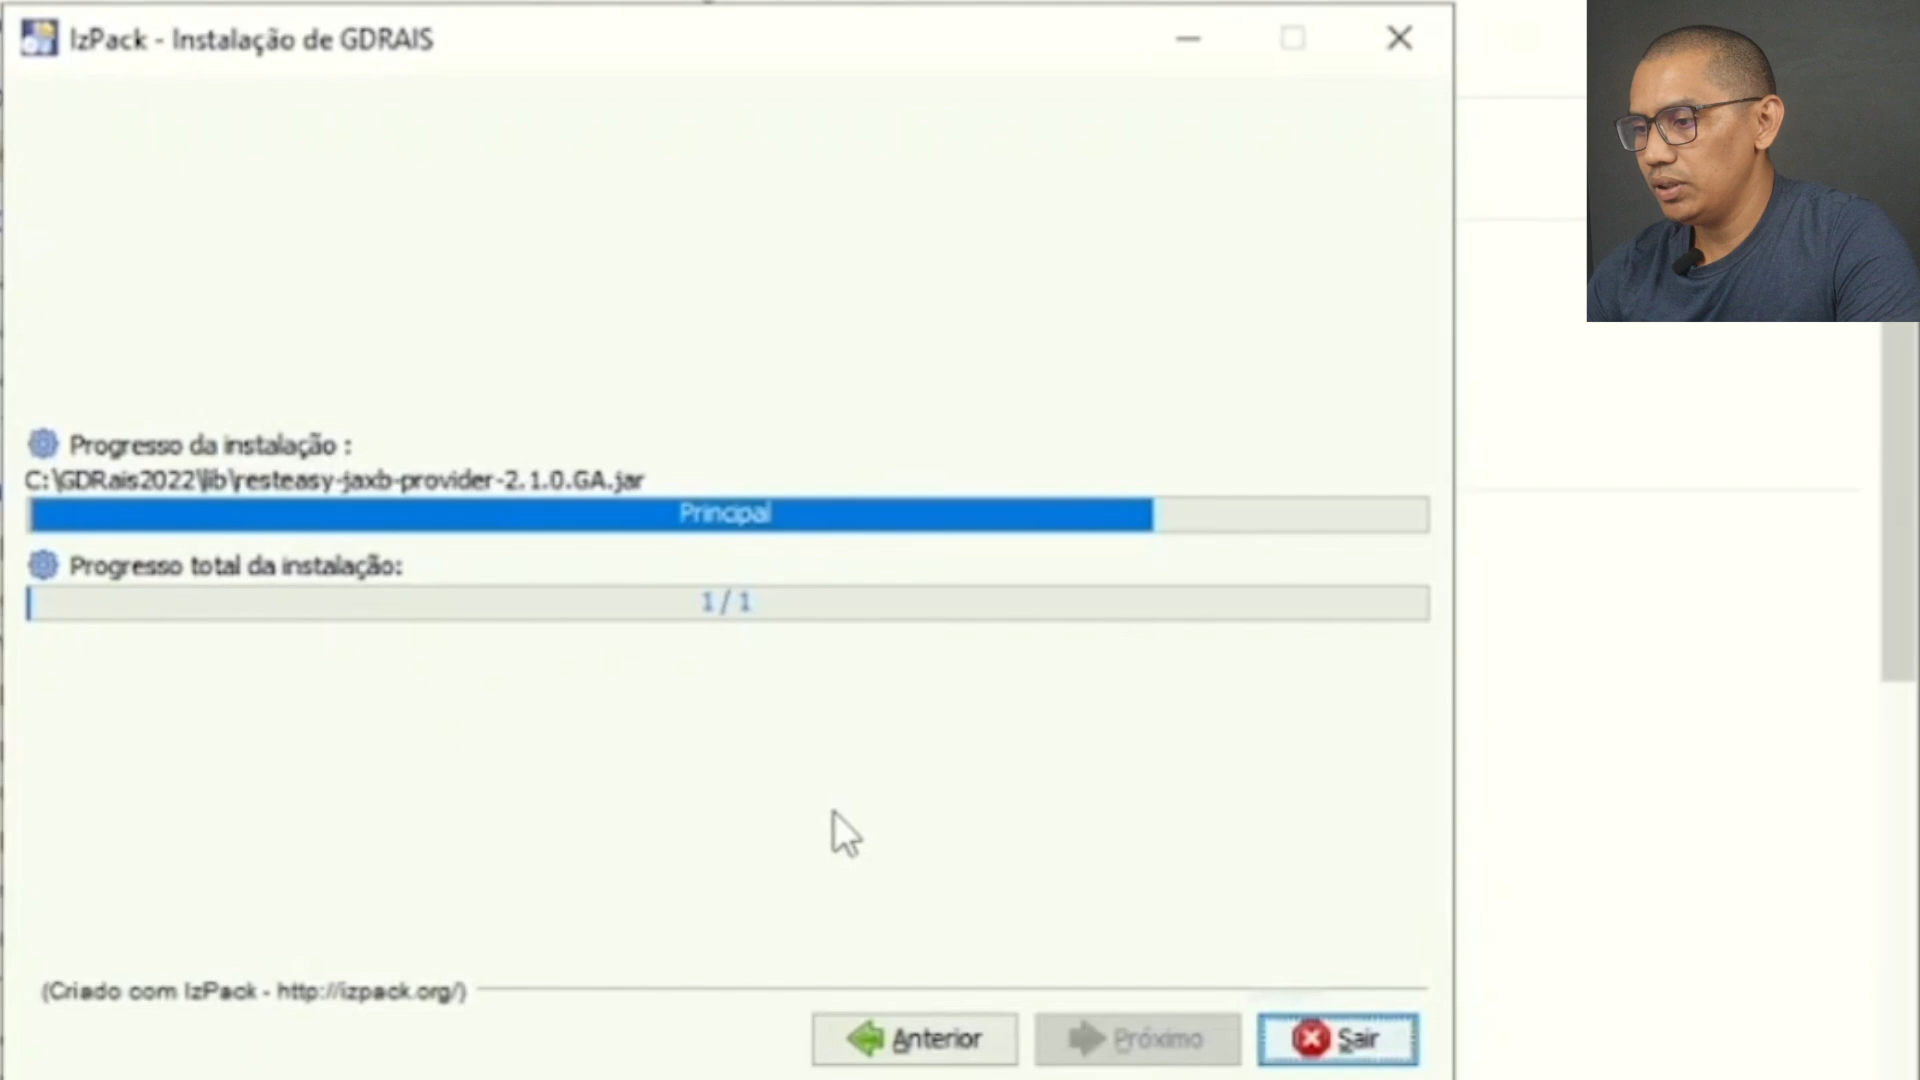 IzPack - Instalação de GDRAIS
Progresso da instalação :
C:\GDRais2022\lib\resteasy-jaxb-provider-2.1.0.GA.jar
Principal
Progresso total da instalação:
1 / 1
(Criado com IzPack - http://izpack.org/)
Anterior
Próximo
Sair